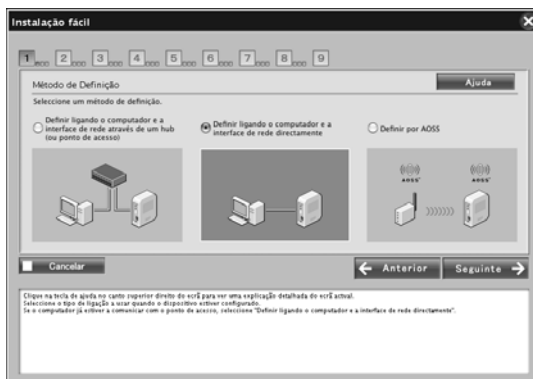 Instalação fácil
1 2 3 4 5 6 7 8 9
Método de Definição
Ajuda
Seleccione um método de definição.
Definir ligando o computador e a
interface de rede através de um hub
(ou ponto de acesso)
Definir ligando o computador e a
interface de rede directamente
Definir por AOSS
AOSS AOSS
Cancelar
Anterior
Seguinte
Clique na tecla de ajuda no canto superior direito do ecrã para ver uma explicação detalhada do ecrã actual.
Seleccione o tipo de ligação a usar quando o dispositivo estiver configurado.
Se o computador já estiver a comunicar com o ponto de acesso, seleccione "Definir ligando o computador e a interface de rede directamente".